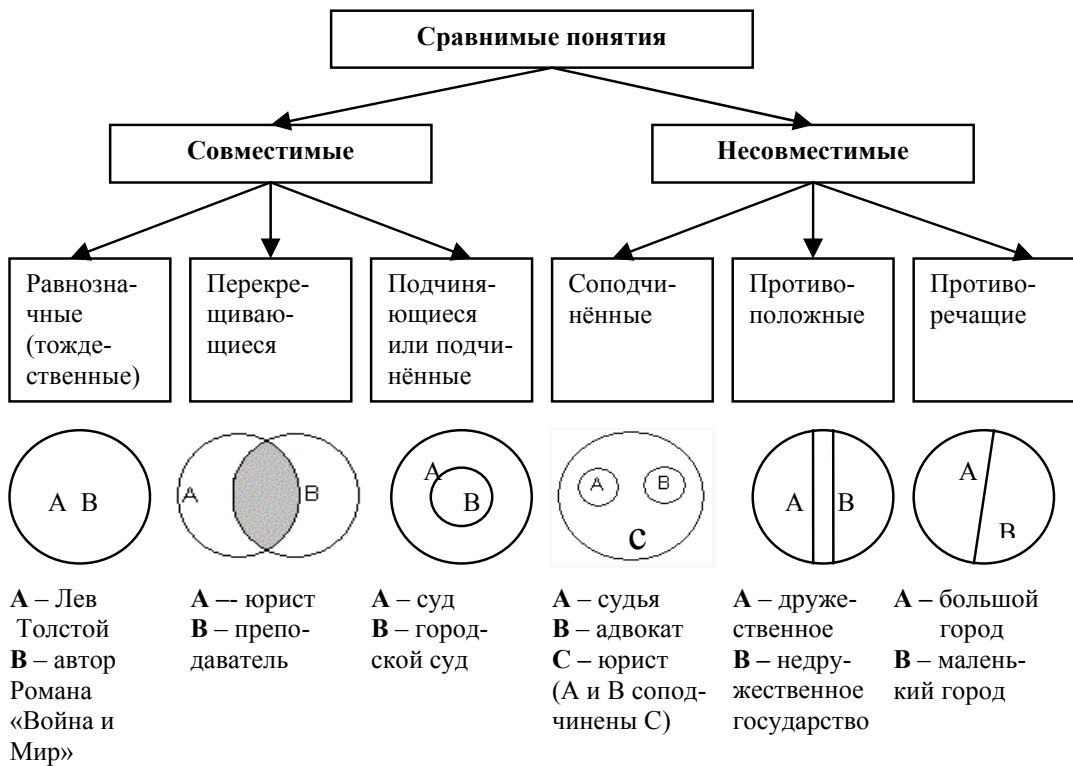 Сравнимые понятия
Совместимые
Несовместимые
Равнозна-
чные
(тожде-
ственные)
Перекре-
щиваю-
щиеся
Подчиня-
ющиеся
или подчи-
нённые
Соподчи-
нённые
Противо-
положные
Противо-
речащие
A B
A
B
A
B
A
B
C
A
B
A
B
A – Лев
Толстой
B – автор
Романа
«Война и
Мир»
A –- юрист
B – препо-
даватель
A – суд
B – город-
ской суд
A – судья
B – адвокат
C – юрист
(А и В сопод-
чинены С)
A – друже-
ственное
B – недру-
жественное
государство
A – большой
город
B – малень-
кий город